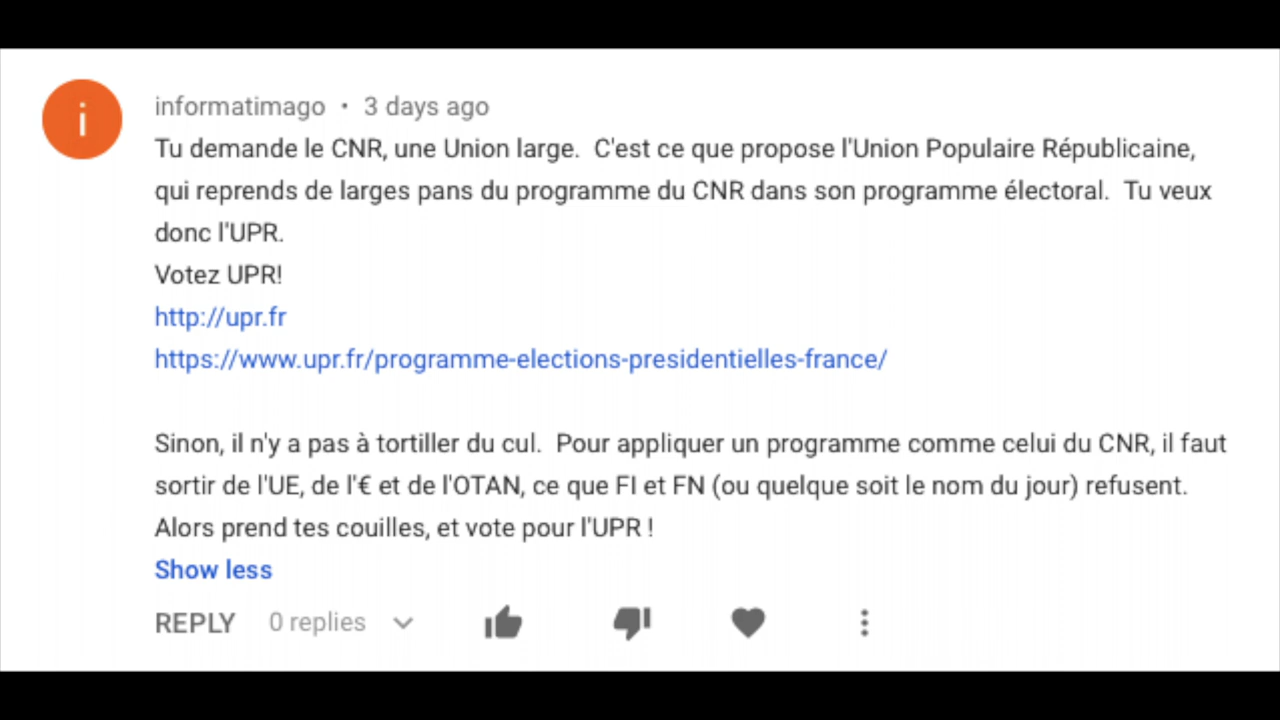 i
informatimago • 3 days ago
Tu demande le CNR, une Union large.  C'est ce que propose l'Union Populaire Républicaine,
qui reprends de larges pans du programme du CNR dans son programme électoral.  Tu veux
donc l'UPR.
Votez UPR!
http://upr.fr
https://www.upr.fr/programme-elections-presidentielles-france/
Sinon, il n'y a pas à tortiller du cul.  Pour appliquer un programme comme celui du CNR, il faut
sortir de l'UE, de l'€ et de l'OTAN, ce que FI et FN (ou quelque soit le nom du jour) refusent.
Alors prend tes couilles, et vote pour l'UPR !
Show less
REPLY 0 replies